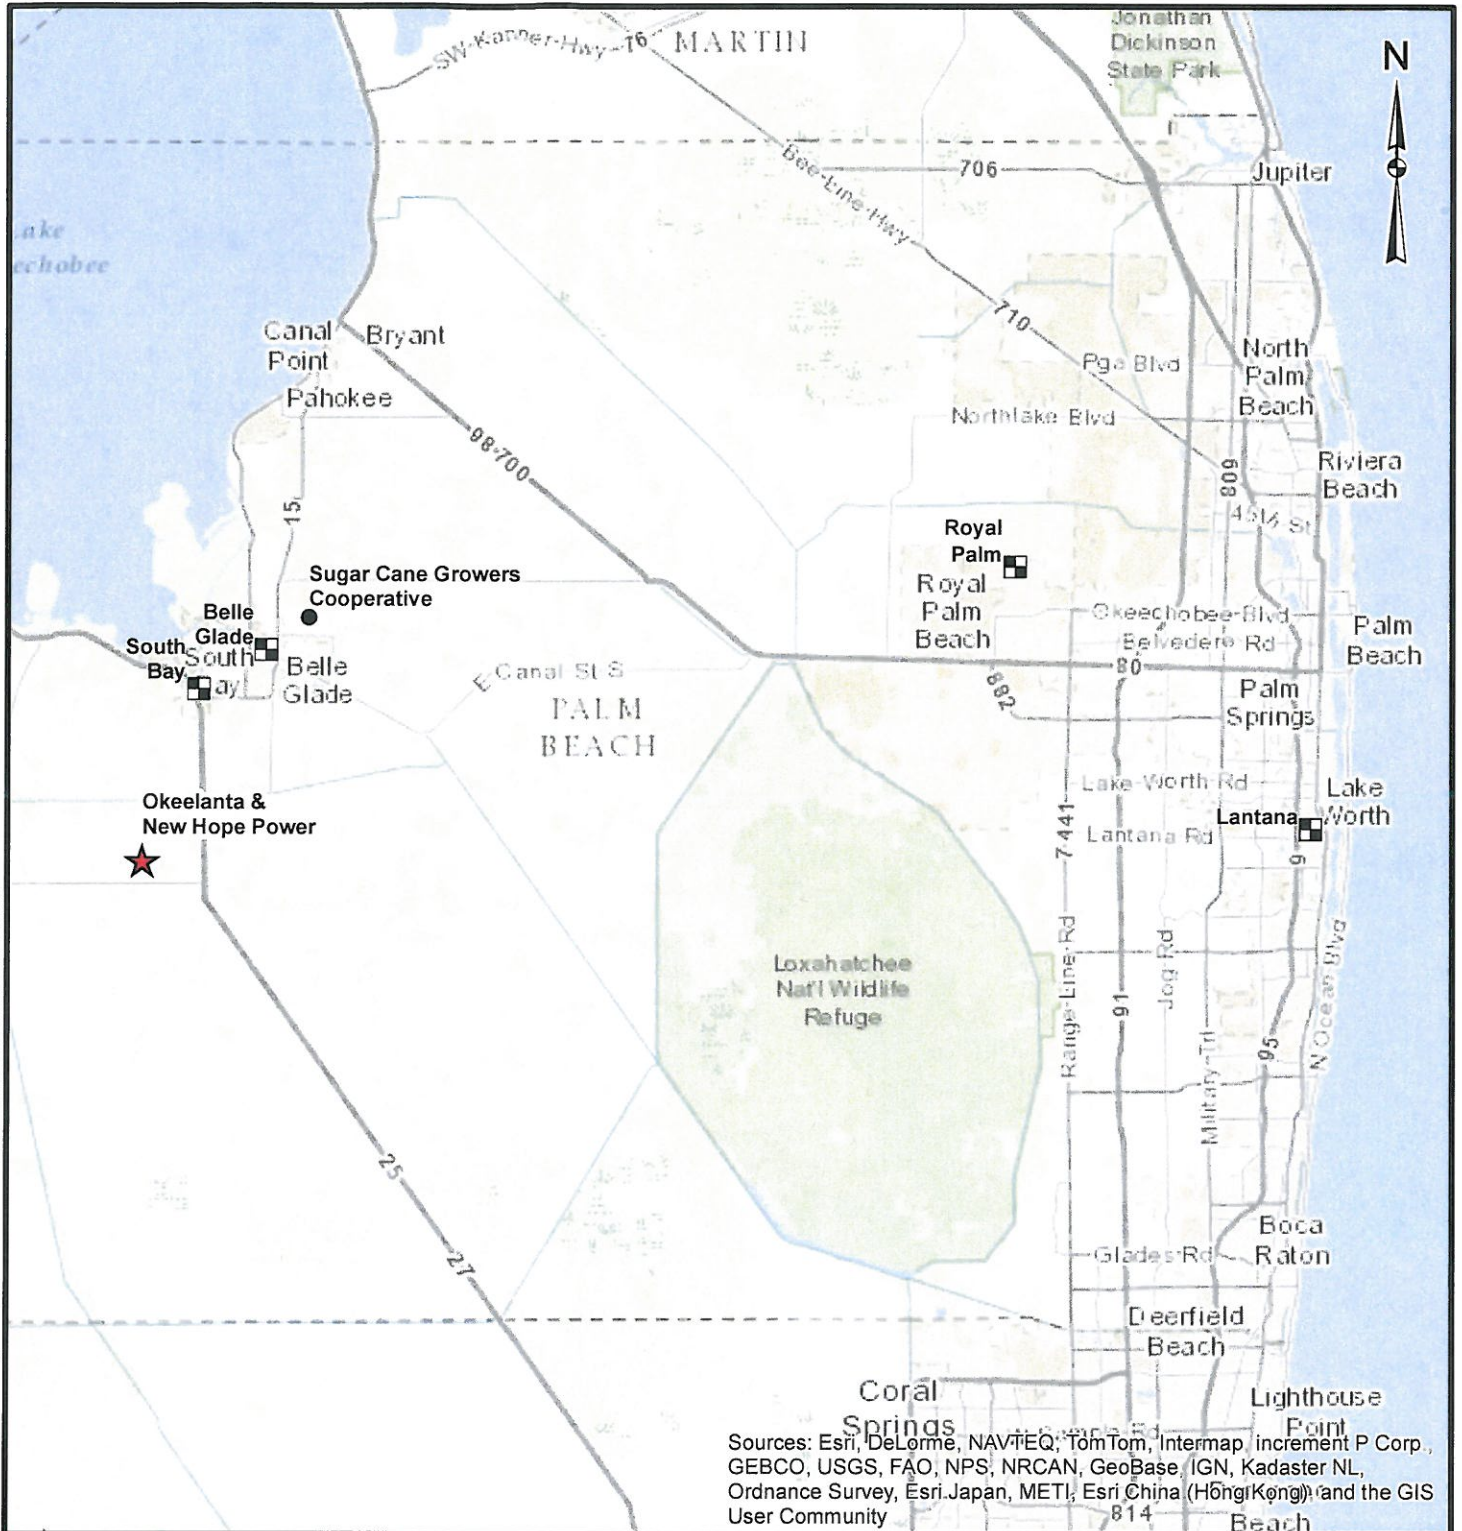 Jonathan
Dickinson
State Park
SW-Kanner-Hwy
76
MARTIN
N
Bee-Line-Hwy
706
Jupiter
ake
echobee
710
Canal
Point
Bryant
Pahokee
Pga Blvd
North
Palm
Beach
Northlake Blvd
98-700
809
Riviera
Beach
45th St
15
Royal
Palm
Royal
Palm
Beach
Sugar Cane Growers
Cooperative
Belle
Glade
South
Bay
South
ay
Belle
Glade
Okeechobee-Blvd
Belvedere Rd
Palm
Beach
80
E Canal St S
882
PALM
BEACH
Palm
Springs
Lake Worth Rd
Lake
Worth
Lantana
Lantana Rd
Okeelanta &
New Hope Power
7-441
9
Loxahatchee
Nat'l Wildlife
Refuge
Range-Line-Rd
91
Jog Rd
Military-Trl
95
N Ocean Blvd
25
27
Boca
Raton
Glades Rd
Deerfield
Beach
Coral
Springs
Lighthouse
Point
Sources: Esri, DeLorme, NAVTEQ, TomTom, Intermap, increment P Corp.,
GEBCO, USGS, FAO, NPS, NRCAN, GeoBase, IGN, Kadaster NL,
Ordnance Survey, Esri Japan, METI, Esri China (Hong Kong), and the GIS
User Community
814
Beach